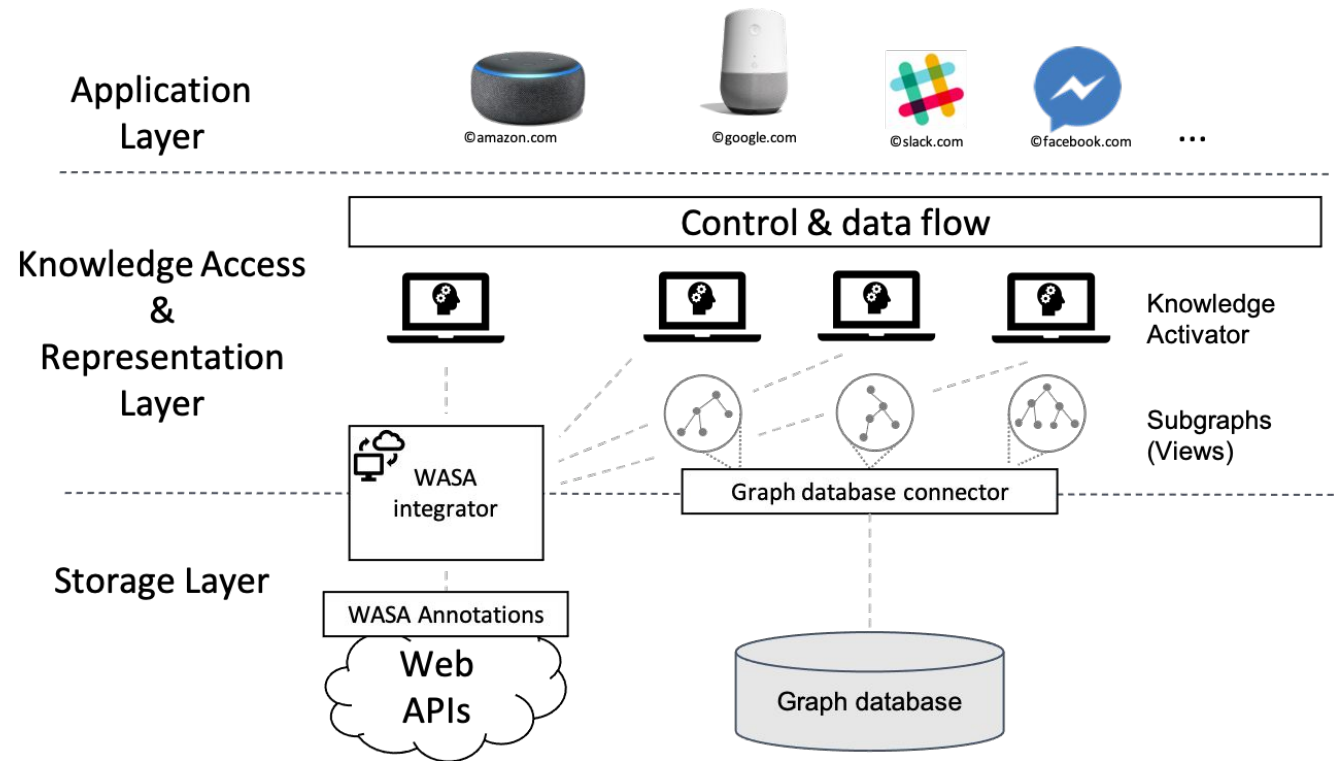 Application
Layer
©amazon.com
©google.com
©slack.com
©facebook.com
...
Control & data flow
Knowledge Access
&
Representation
Layer
Knowledge
Activator
Subgraphs
(Views)
WASA
integrator
Graph database connector
Storage Layer
WASA Annotations
Web
APIs
Graph database